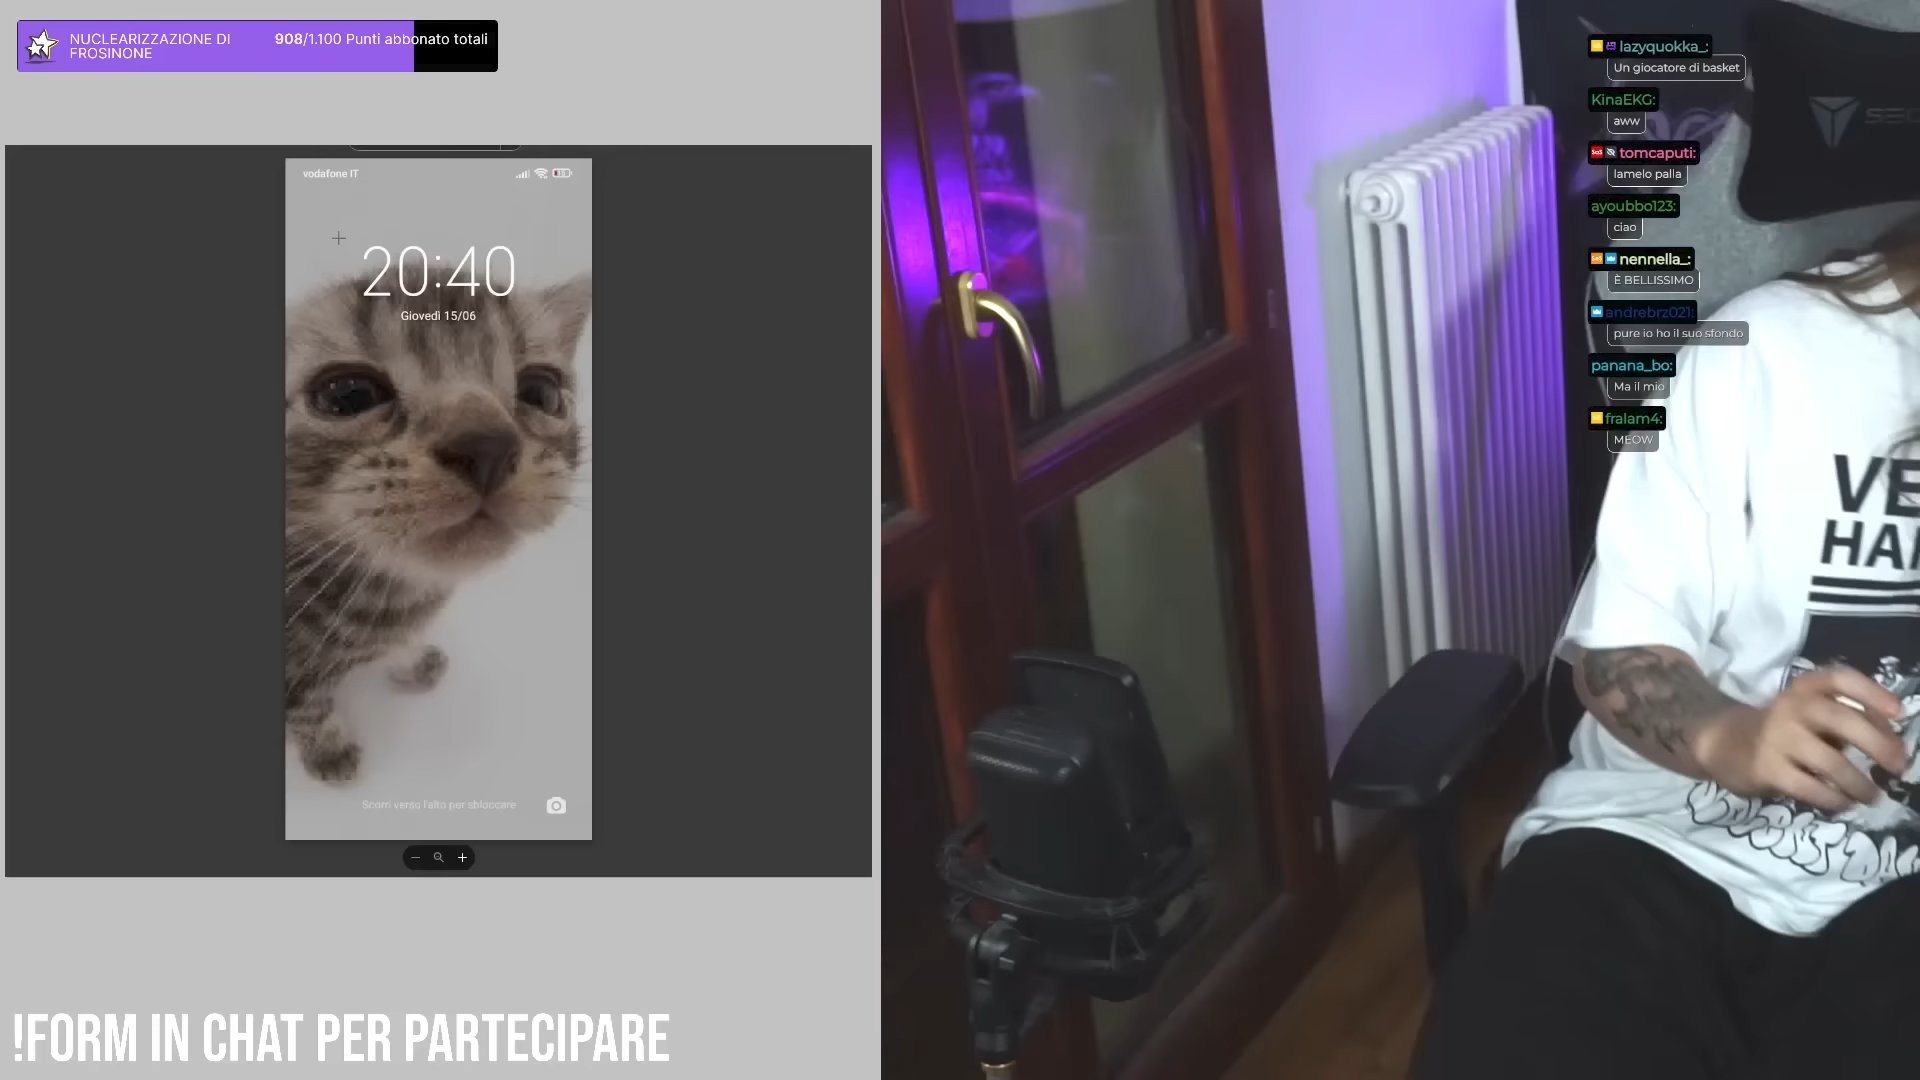 NUCLEARIZZAZIONE DI
FROSINONE
908/1.100 Punti abbonato totali
vodafone IT
20:40
Giovedì 15/06
Scorri verso l'alto per sbloccare
!FORM IN CHAT PER PARTECIPARE
lazyquokka_:
Un giocatore di basket
KinaEKG:
aww
tomcaputi:
lamelo palla
ayoubbo123:
ciao
nennella_:
È BELLISSIMO
andrebrz021:
pure io ho il suo sfondo
panana_bo:
Ma il mio
fralam4:
MEOW